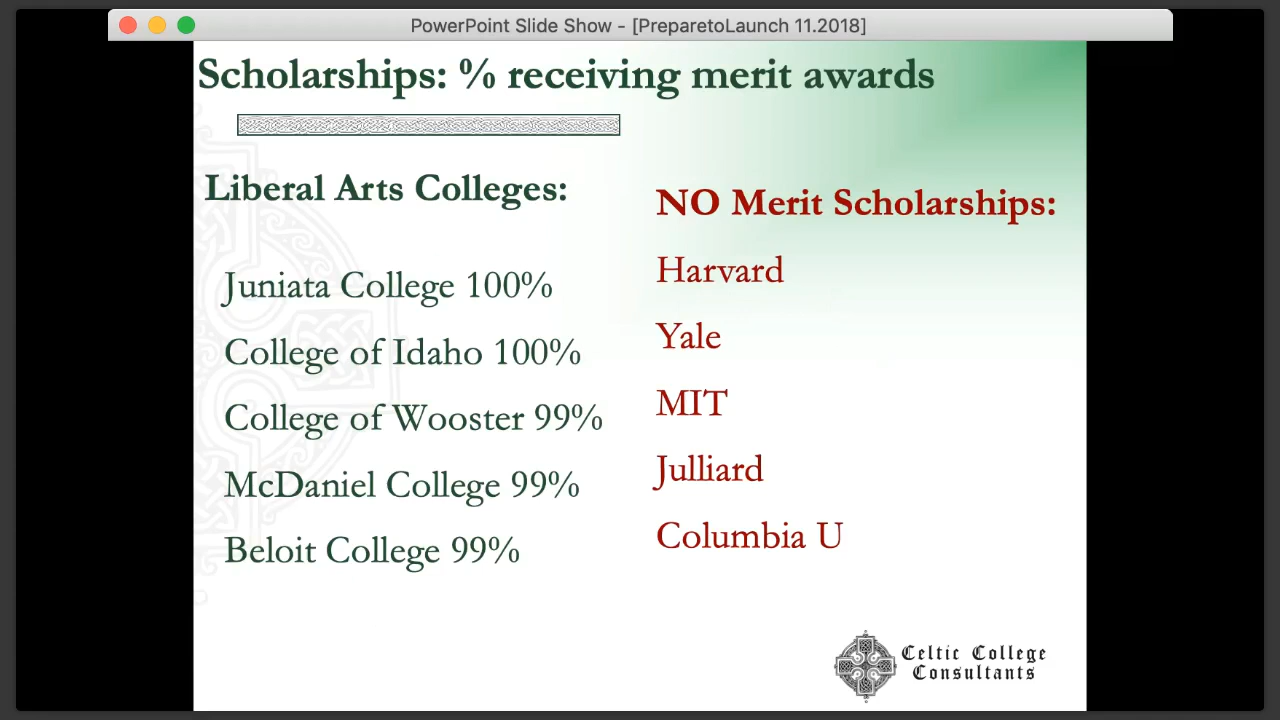 PowerPoint Slide Show - [PreparetoLaunch 11.2018]
Scholarships: % receiving merit awards
Liberal Arts Colleges:
Juniata College 100%
College of Idaho 100%
College of Wooster 99%
McDaniel College 99%
Beloit College 99%
NO Merit Scholarships:
Harvard
Yale
MIT
Julliard
Columbia U
Celtic College
Consultants